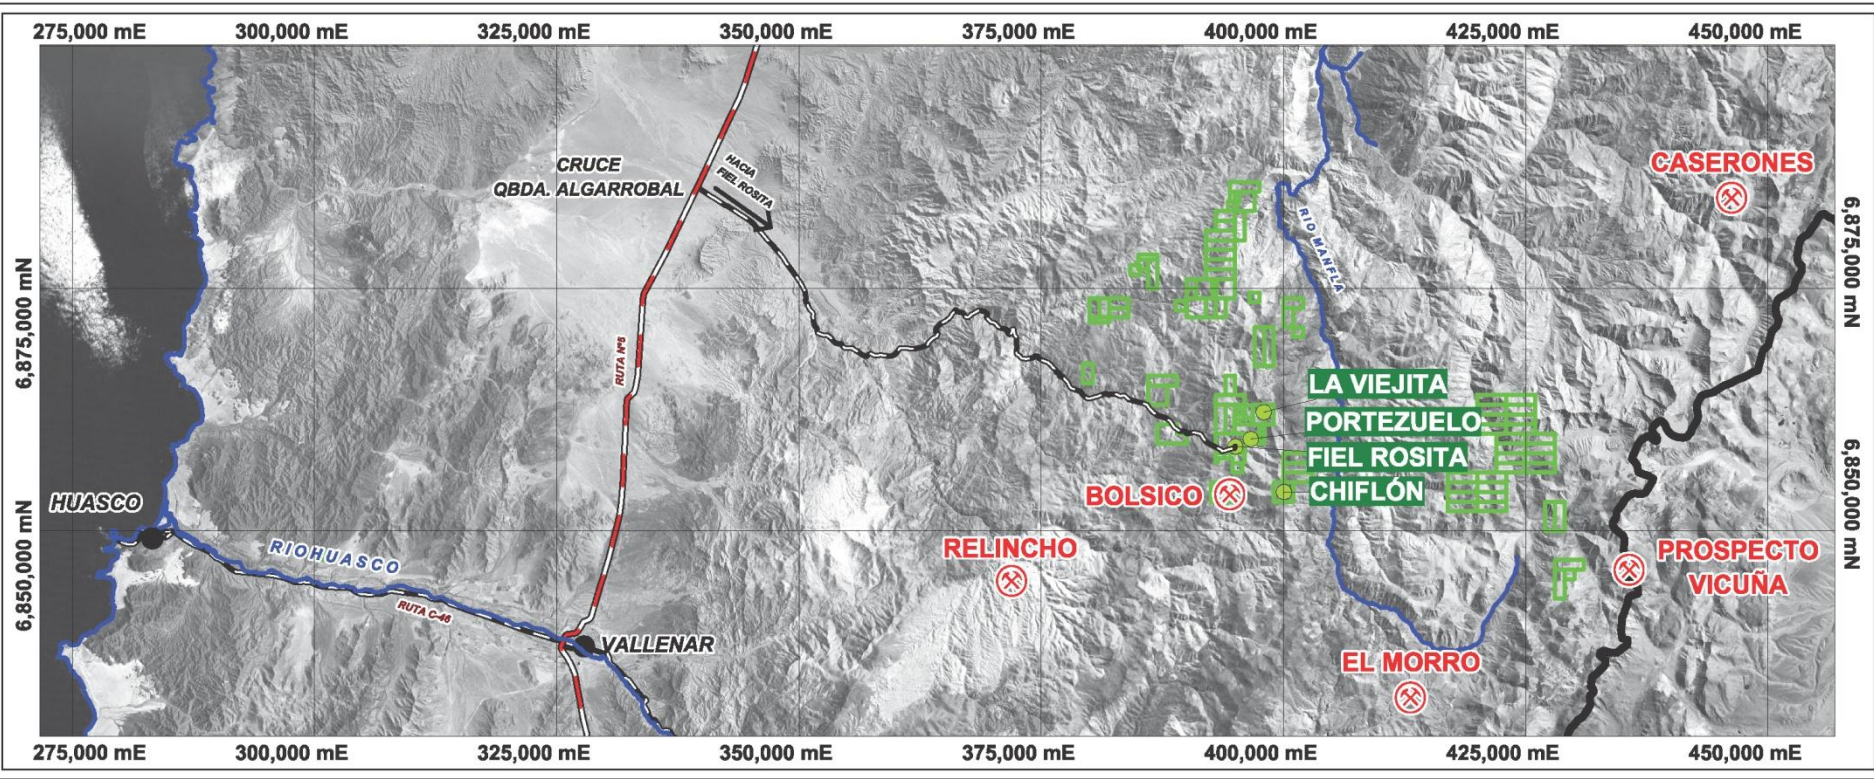 275,000 mE 300,000 mE 325,000 mE 350,000 mE 375,000 mE 400,000 mE 425,000 mE 450,000 mE
CRUCE
QBDA. ALGARROBAL
HACIA
FIEL ROSITA
CASERONES
RIO MANFLA
6,875,000 mN
6,875,000 mN
RUTA Nº5
LA VIEJITA
PORTEZUELO
FIEL ROSITA
CHIFLÓN
BOLSICO
HUASCO
RIOHUASCO
RELINCHO
PROSPECTO
VICUÑA
6,850,000 mN
6,850,000 mN
RUTA C-46
VALLENAR
EL MORRO
275,000 mE 300,000 mE 325,000 mE 350,000 mE 375,000 mE 400,000 mE 425,000 mE 450,000 mE